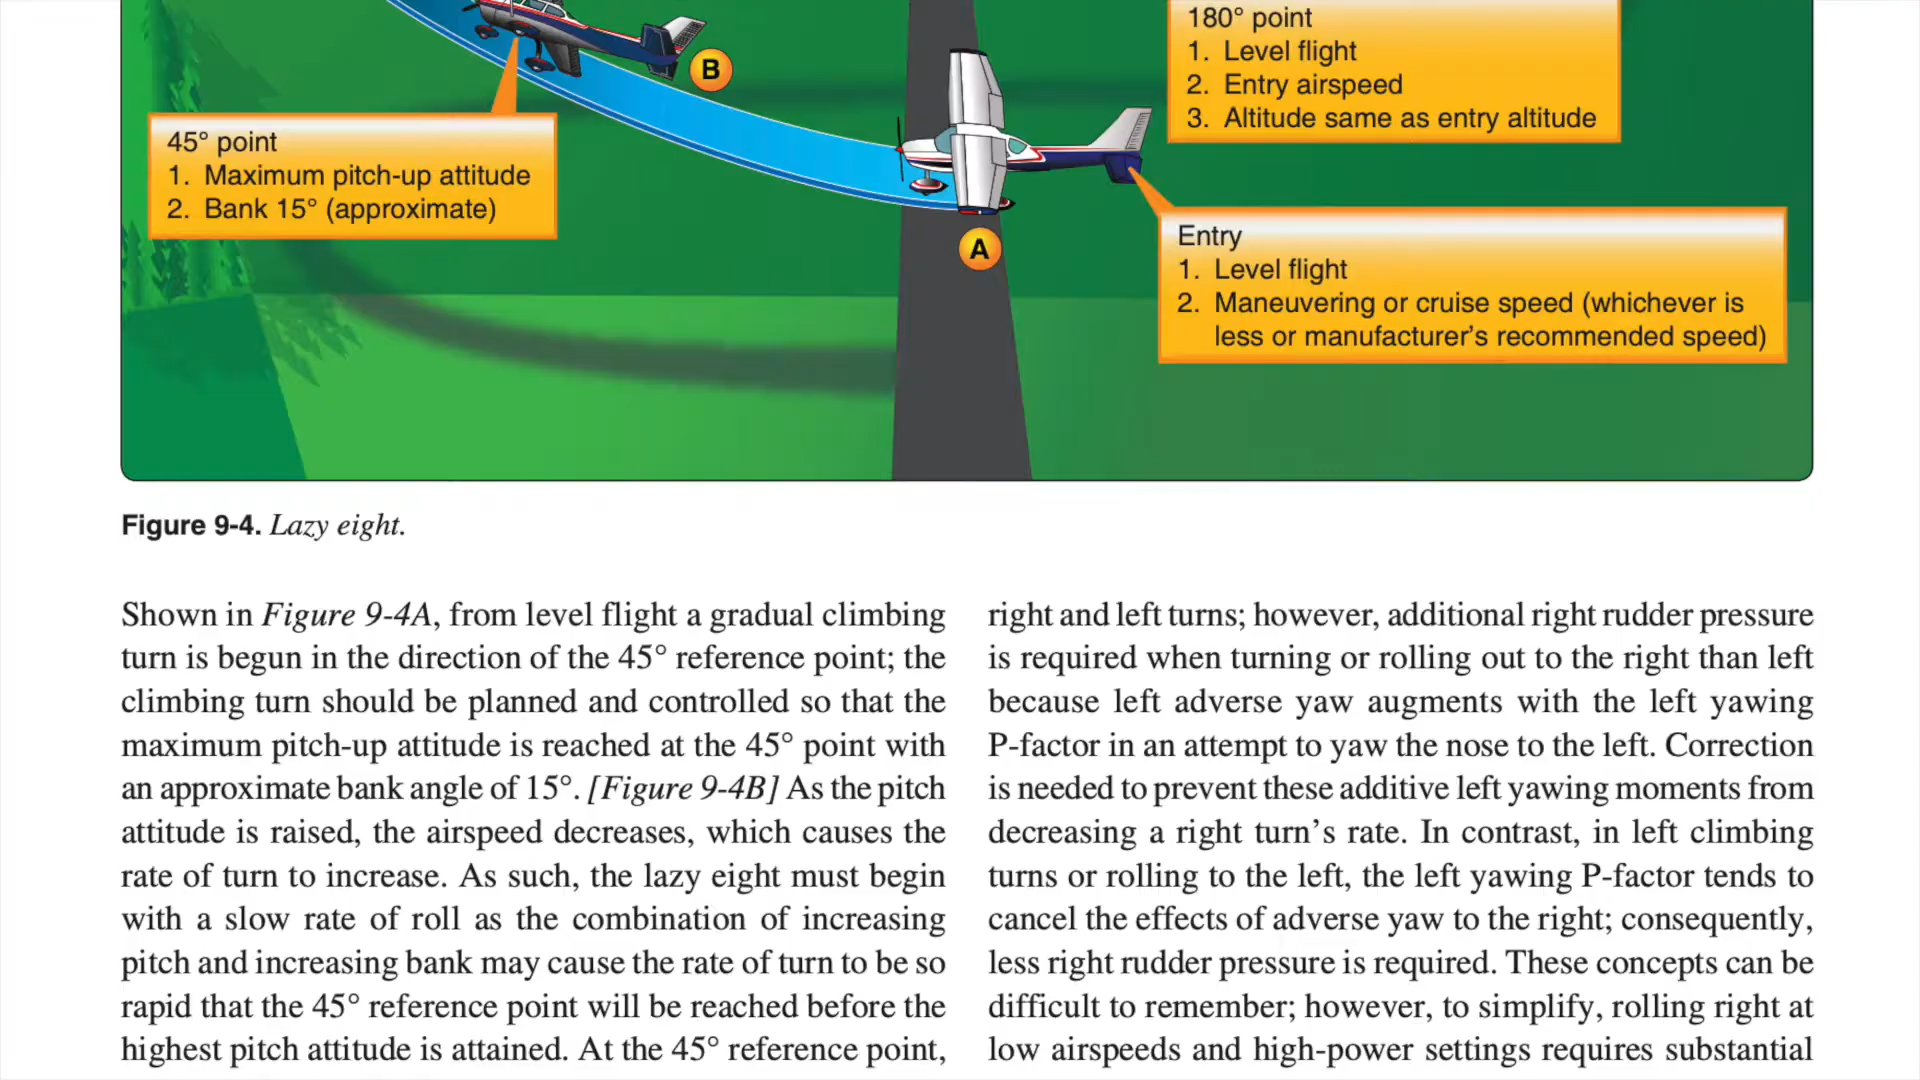 180° point
1. Level flight
2. Entry airspeed
3. Altitude same as entry altitude
B
45° point
1. Maximum pitch-up attitude
2. Bank 15° (approximate)
A
Entry
1. Level flight
2. Maneuvering or cruise speed (whichever is
less or manufacturer’s recommended speed)
Figure 9-4. Lazy eight.
Shown in Figure 9-4A, from level flight a gradual climbing
turn is begun in the direction of the 45° reference point; the
climbing turn should be planned and controlled so that the
maximum pitch-up attitude is reached at the 45° point with
an approximate bank angle of 15°. [Figure 9-4B] As the pitch
attitude is raised, the airspeed decreases, which causes the
rate of turn to increase. As such, the lazy eight must begin
with a slow rate of roll as the combination of increasing
pitch and increasing bank may cause the rate of turn to be so
rapid that the 45° reference point will be reached before the
highest pitch attitude is attained. At the 45° reference point,
right and left turns; however, additional right rudder pressure
is required when turning or rolling out to the right than left
because left adverse yaw augments with the left yawing
P-factor in an attempt to yaw the nose to the left. Correction
is needed to prevent these additive left yawing moments from
decreasing a right turn’s rate. In contrast, in left climbing
turns or rolling to the left, the left yawing P-factor tends to
cancel the effects of adverse yaw to the right; consequently,
less right rudder pressure is required. These concepts can be
difficult to remember; however, to simplify, rolling right at
low airspeeds and high-power settings requires substantial